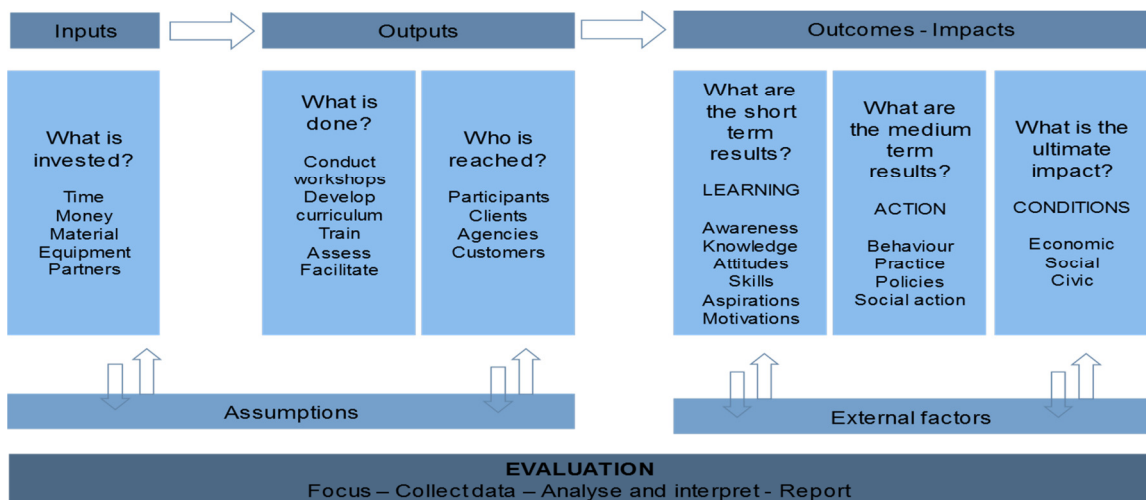 Inputs
Outputs
Outcomes - Impacts
What is
invested?
Time
Money
Material
Equipment
Partners
What is
done?
Conduct
workshops
Develop
curriculum
Train
Assess
Facilitate
Who is
reached?
Participants
Clients
Agencies
Customers
What are
the short
term
results?
LEARNING
Awareness
Knowledge
Attitudes
Skills
Aspirations
Motivations
What are
the medium
term
results?
ACTION
Behaviour
Practice
Policies
Social action
What is the
ultimate
impact?
CONDITIONS
Economic
Social
Civic
Assumptions
External factors
EVALUATION
Focus – Collect data – Analyse and interpret - Report